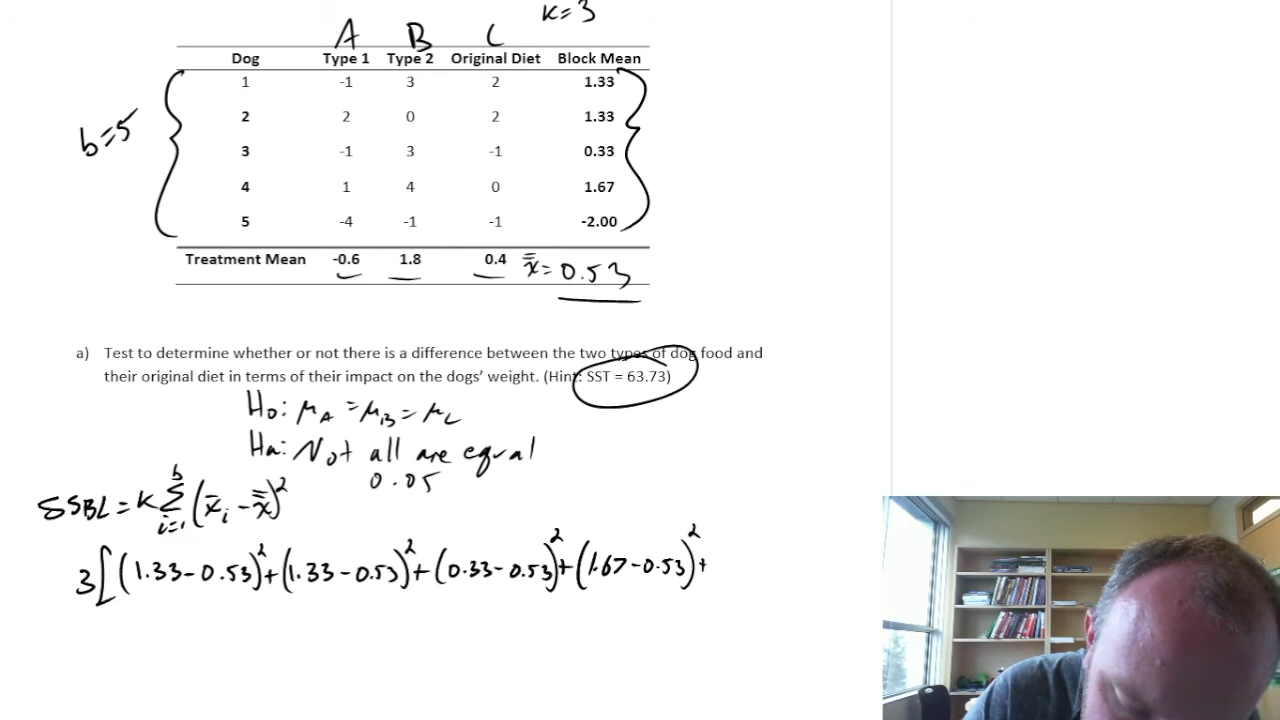 k=3
A B C
Dog Type 1 Type 2 Original Diet Block Mean
1 -1 3 2 1.33
2 2 0 2 1.33
3 -1 3 -1 0.33
4 1 4 0 1.67
5 -4 -1 -1 -2.00
b=5
Treatment Mean -0.6 1.8 0.4 x̿= 0.53
a) Test to determine whether or not there is a difference between the two types of dog food and
their original diet in terms of their impact on the dogs' weight. (Hint: SST = 63.73)
H0: μA = μB = μC
Ha: Not all are equal
0.05
SSBL = k Σ_{i=1}^{b} (x̄i - x̿)²
3[(1.33-0.53)²+(1.33-0.53)²+(0.33-0.53)²+(1.67-0.53)²+